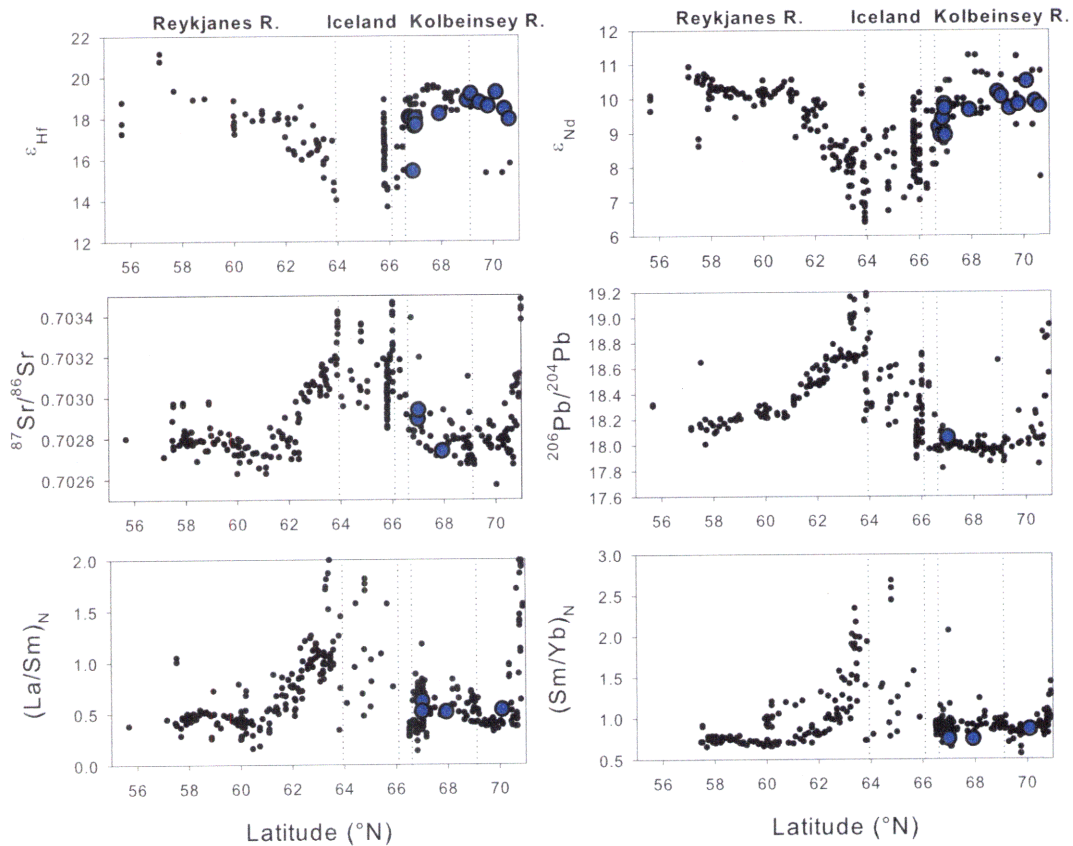 Reykjanes R. Iceland Kolbeinsey R.
Reykjanes R. Iceland Kolbeinsey R.
22
20
18
16
14
12
εHf
56 58 60 62 64 66 68 70
12
11
10
9
8
7
6
εNd
56 58 60 62 64 66 68 70
0.7034
0.7032
0.7030
0.7028
0.7026
87Sr/86Sr
56 58 60 62 64 66 68 70
19.2
19.0
18.8
18.6
18.4
18.2
18.0
17.8
17.6
206Pb/204Pb
56 58 60 62 64 66 68 70
2.0
1.5
1.0
0.5
0.0
(La/Sm)N
56 58 60 62 64 66 68 70
Latitude (°N)
3.0
2.5
2.0
1.5
1.0
0.5
(Sm/Yb)N
56 58 60 62 64 66 68 70
Latitude (°N)